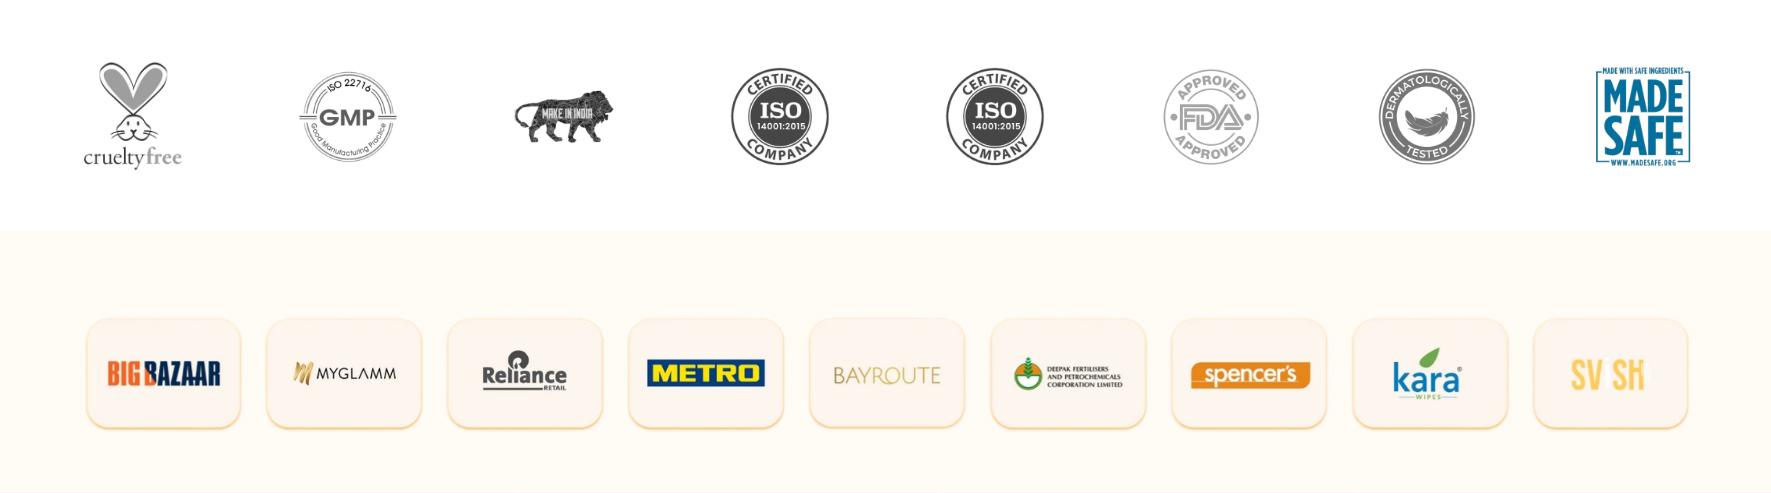 crueltyfree
ISO 22716
GMP
Good Manufacturing Practice
MAKE IN INDIA
CERTIFIED
ISO
14001:2015
COMPANY
CERTIFIED
ISO
14001:2015
COMPANY
APPROVED
FDA
APPROVED
DERMATOLOGICALLY
TESTED
MADE WITH SAFE INGREDIENTS
MADE
SAFE
TM
WWW.MADESAFE.ORG
BIG BAZAAR
MYGLAMM
Reliance
RETAIL
METRO
BAYROUTE
DEEPAK FERTILISERS
AND PETROCHEMICALS
CORPORATION LIMITED
spencer's
kara®
WIPES
SVISH